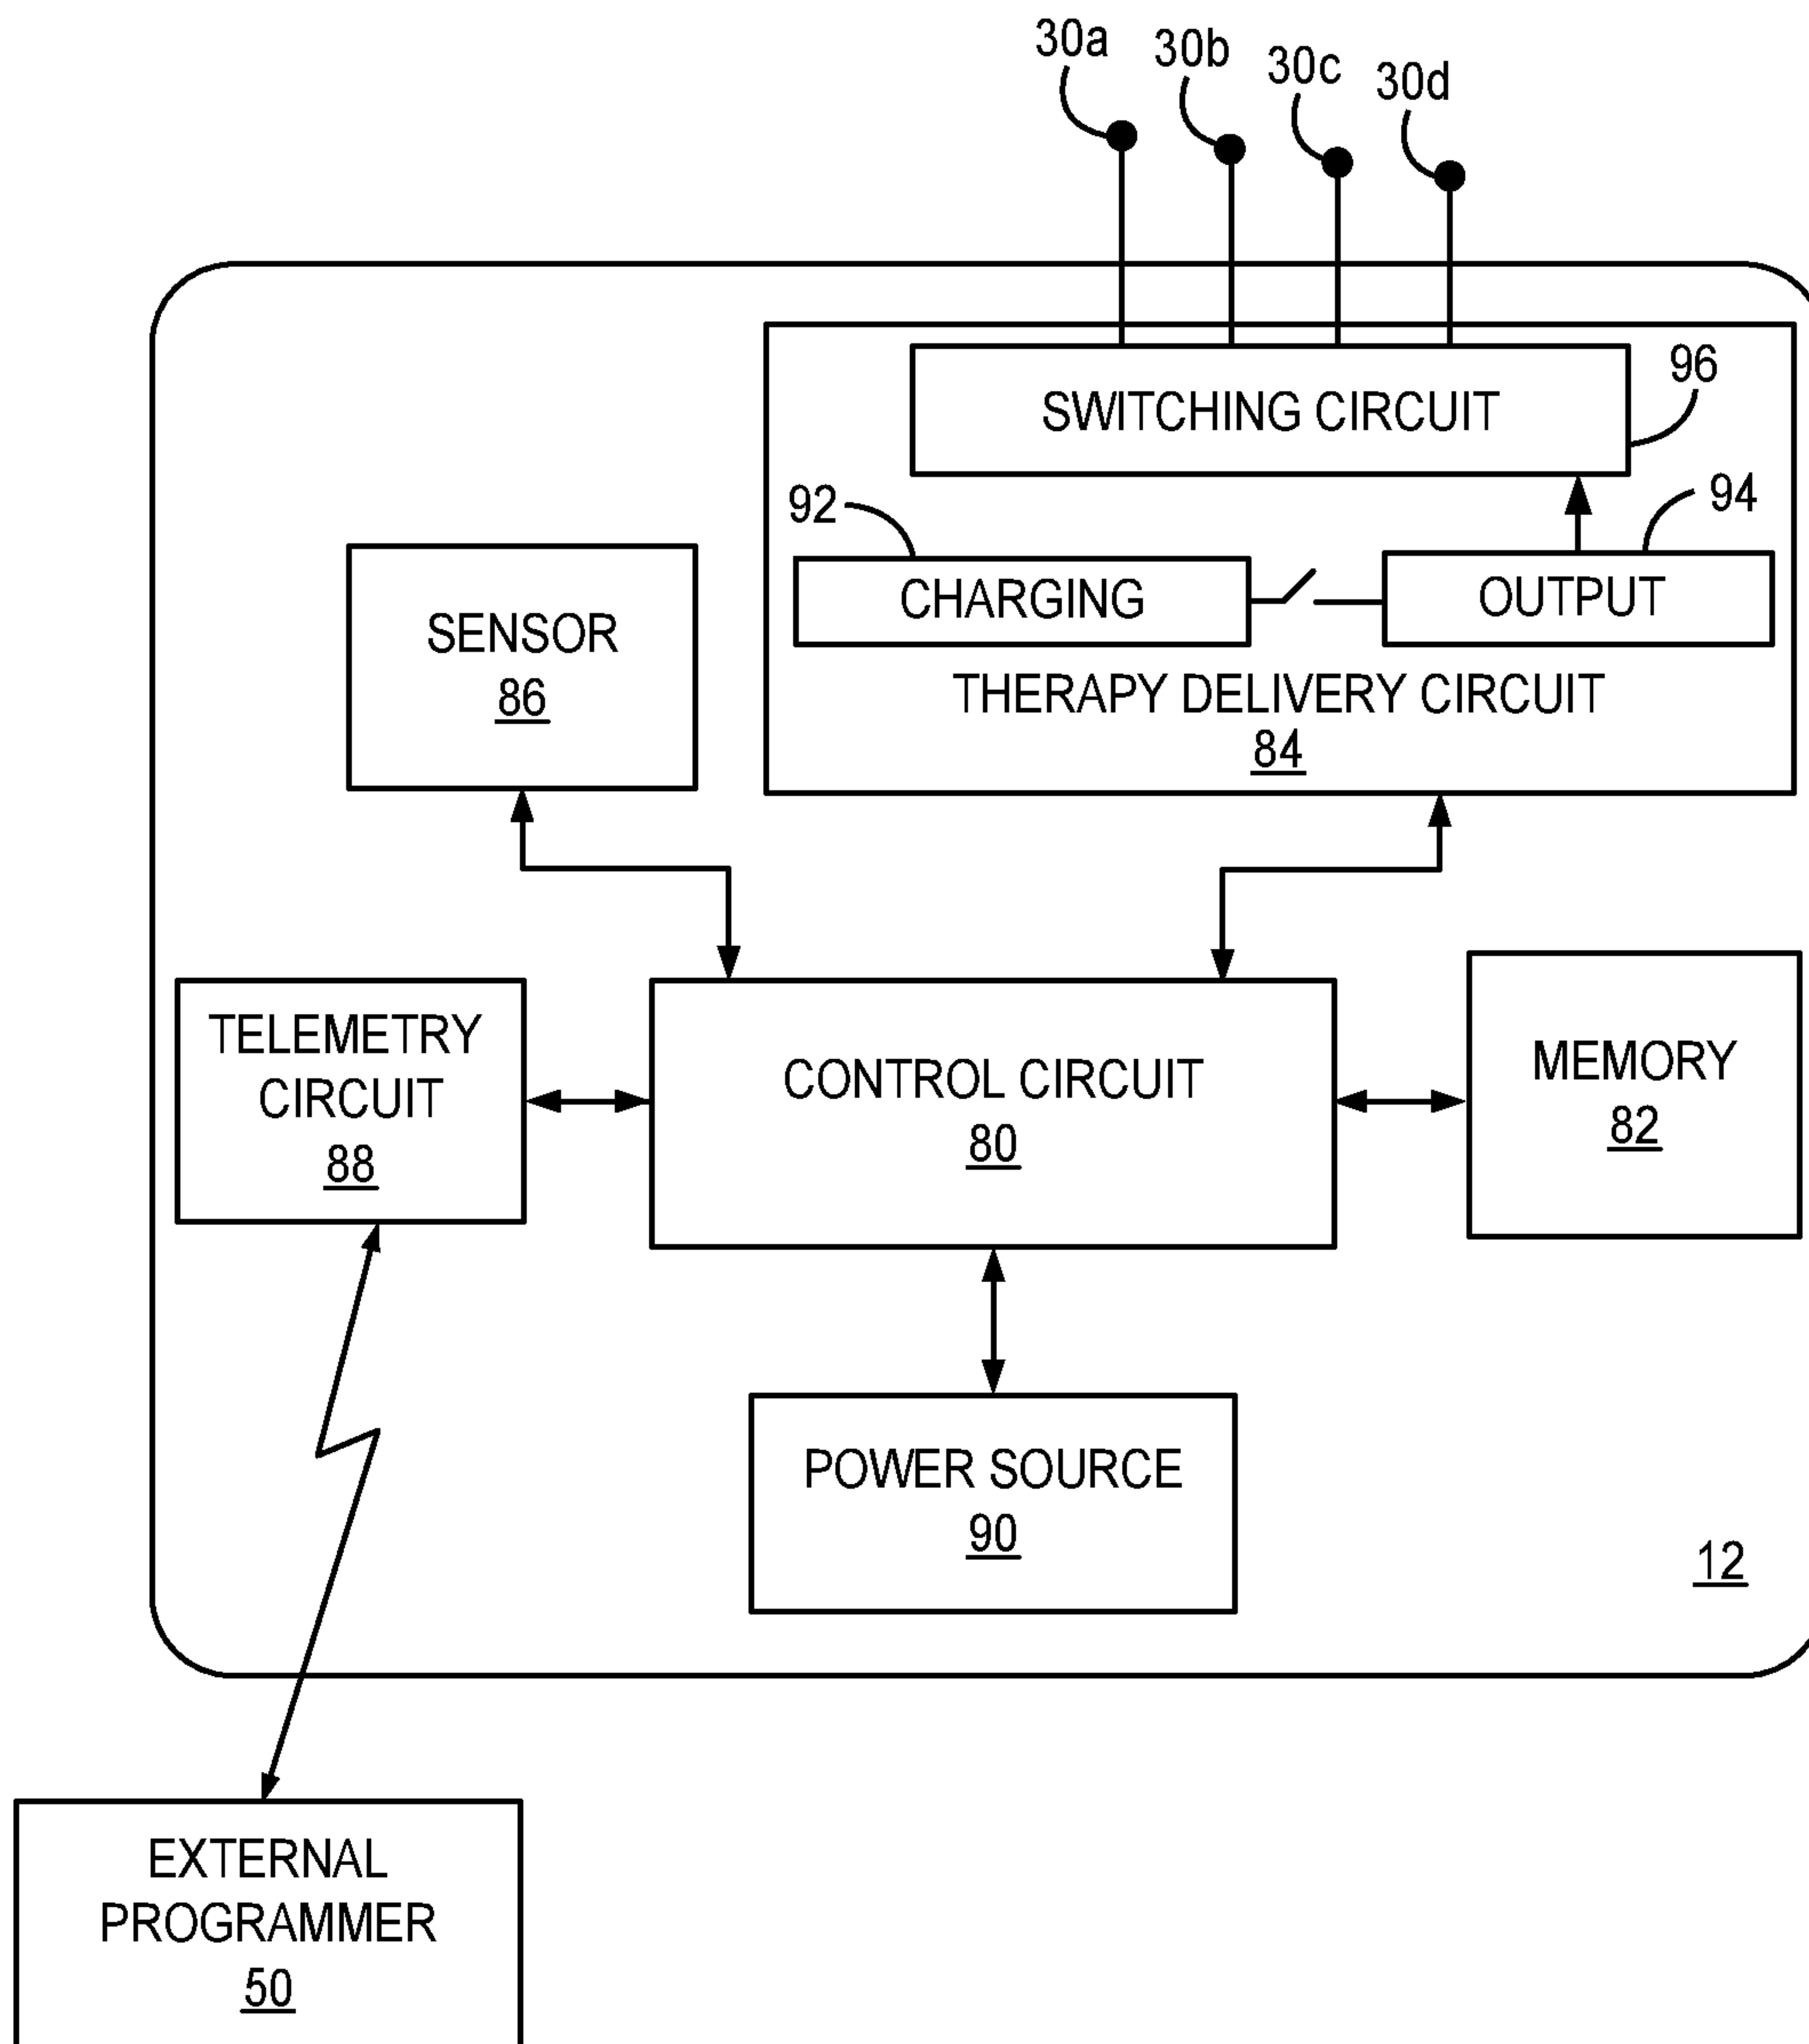 30a
30b
30c
30d
SWITCHING CIRCUIT
96
92
94
CHARGING
OUTPUT
THERAPY DELIVERY CIRCUIT
84
SENSOR
86
TELEMETRY
CIRCUIT
88
CONTROL CIRCUIT
80
MEMORY
82
POWER SOURCE
90
12
EXTERNAL
PROGRAMMER
50